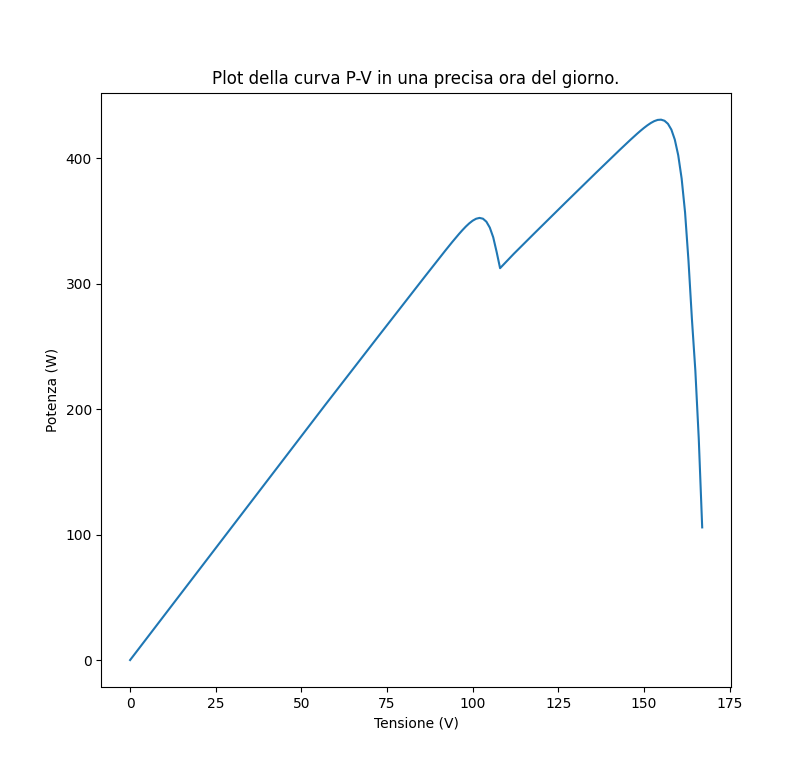 Plot della curva P-V in una precisa ora del giorno.
400
300
200
100
0
Potenza (W)
0 25 50 75 100 125 150 175
Tensione (V)